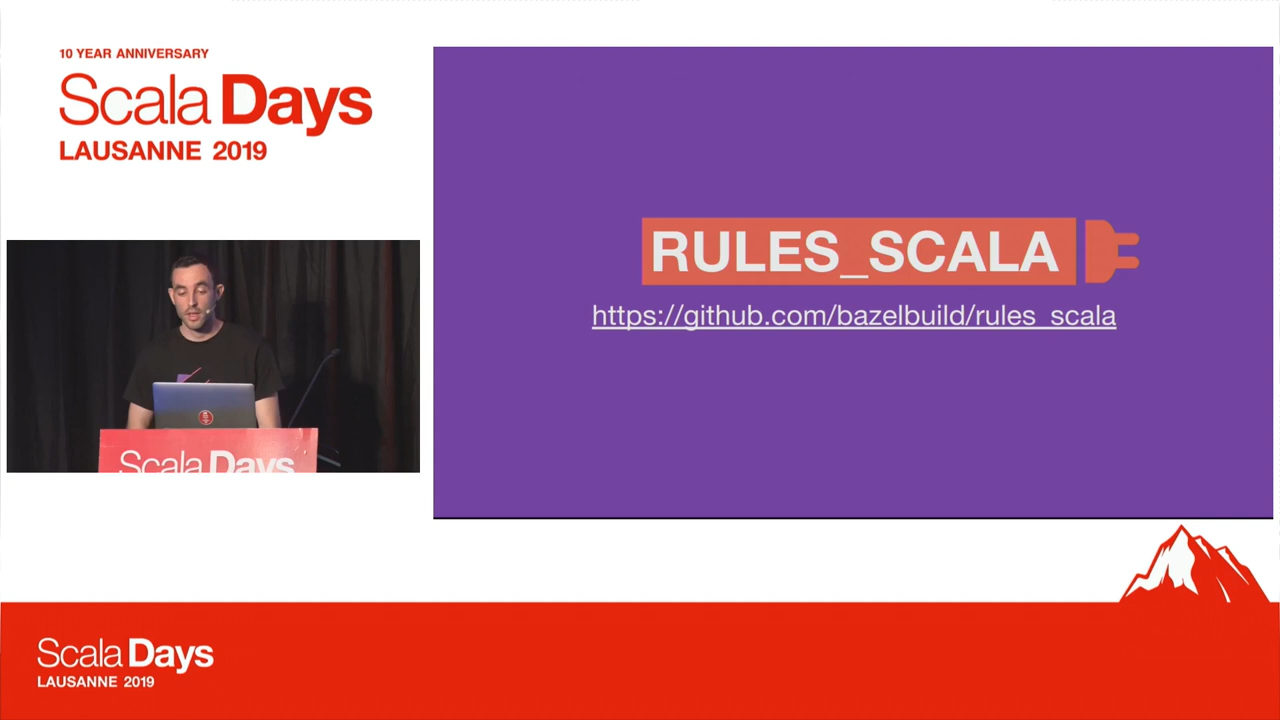 10 YEAR ANNIVERSARY
Scala Days
LAUSANNE 2019
RULES_SCALA
https://github.com/bazelbuild/rules_scala
Scala Days
Scala Days
LAUSANNE 2019